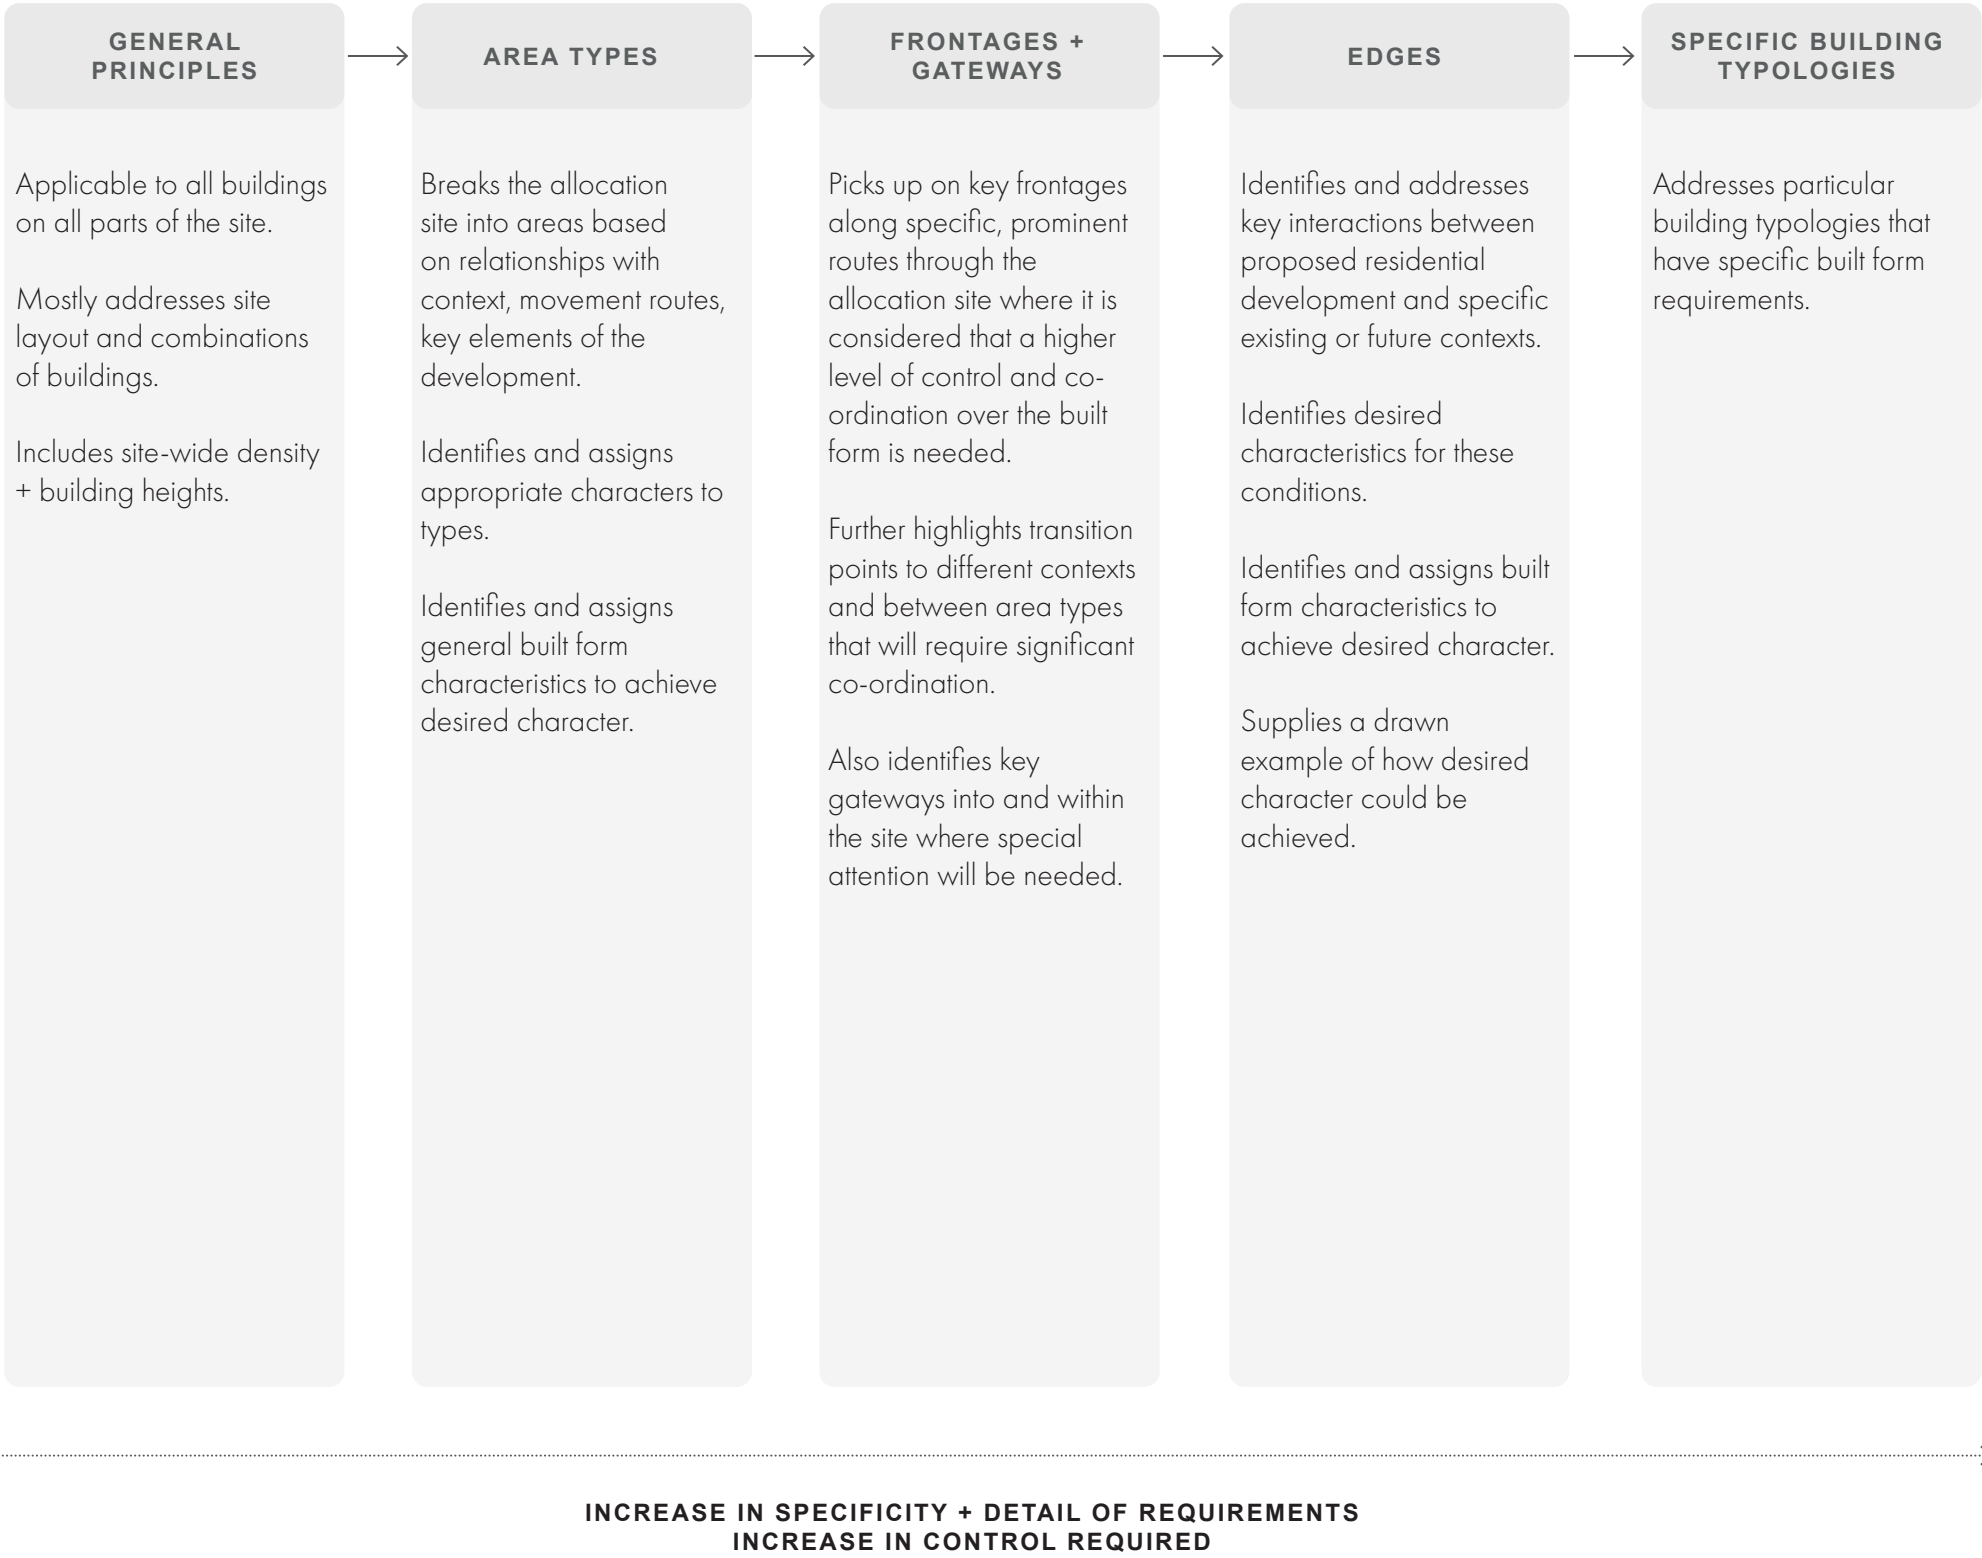 GENERAL
PRINCIPLES
Applicable to all buildings
on all parts of the site.
Mostly addresses site
layout and combinations
of buildings.
Includes site-wide density
+ building heights.
AREA TYPES
Breaks the allocation
site into areas based
on relationships with
context, movement routes,
key elements of the
development.
Identifies and assigns
appropriate characters to
types.
Identifies and assigns
general built form
characteristics to achieve
desired character.
FRONTAGES +
GATEWAYS
Picks up on key frontages
along specific, prominent
routes through the
allocation site where it is
considered that a higher
level of control and co-
ordination over the built
form is needed.
Further highlights transition
points to different contexts
and between area types
that will require significant
co-ordination.
Also identifies key
gateways into and within
the site where special
attention will be needed.
EDGES
Identifies and addresses
key interactions between
proposed residential
development and specific
existing or future contexts.
Identifies desired
characteristics for these
conditions.
Identifies and assigns built
form characteristics to
achieve desired character.
Supplies a drawn
example of how desired
character could be
achieved.
SPECIFIC BUILDING
TYPOLOGIES
Addresses particular
building typologies that
have specific built form
requirements.
INCREASE IN SPECIFICITY + DETAIL OF REQUIREMENTS
INCREASE IN CONTROL REQUIRED